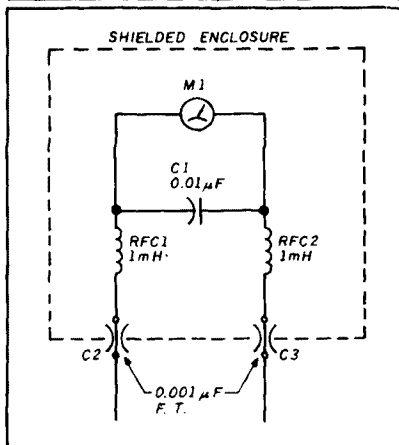 SHIELDED ENCLOSURE
M1
C1
0.01µF
RFC1
1mH
RFC2
1mH
C2
C3
0.001µF
F. T.